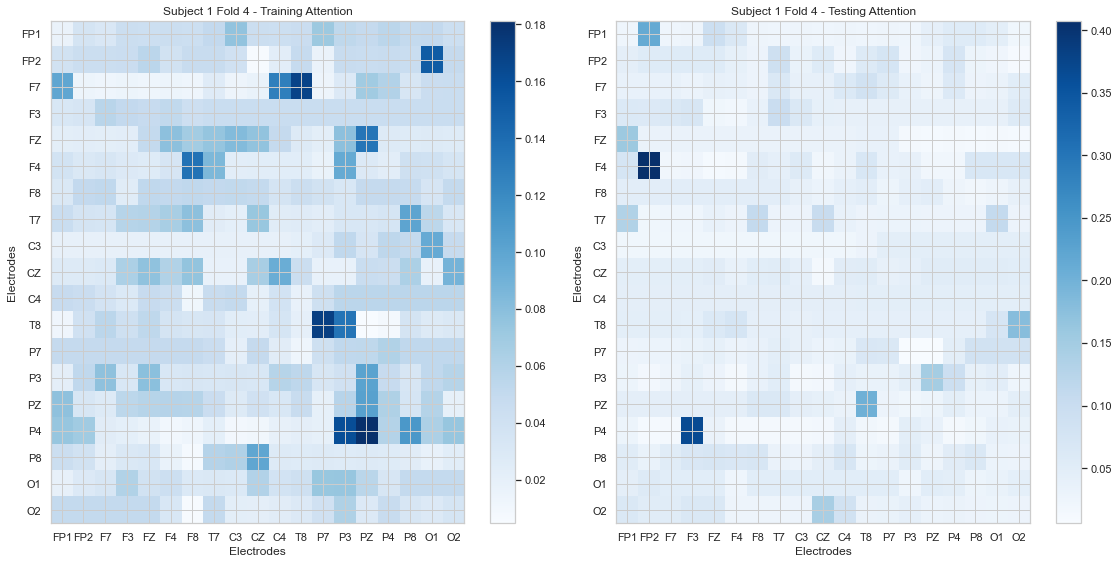 Subject 1 Fold 4 - Training Attention
FP1
FP2
F7
F3
FZ
F4
F8
T7
C3
CZ
C4
T8
P7
P3
PZ
P4
P8
O1
O2
Electrodes
FP1 FP2 F7 F3 FZ F4 F8 T7 C3 CZ C4 T8 P7 P3 PZ P4 P8 O1 O2
Electrodes
0.18
0.16
0.14
0.12
0.10
0.08
0.06
0.04
0.02
Subject 1 Fold 4 - Testing Attention
FP1
FP2
F7
F3
FZ
F4
F8
T7
C3
CZ
C4
T8
P7
P3
PZ
P4
P8
O1
O2
Electrodes
FP1 FP2 F7 F3 FZ F4 F8 T7 C3 CZ C4 T8 P7 P3 PZ P4 P8 O1 O2
Electrodes
0.40
0.35
0.30
0.25
0.20
0.15
0.10
0.05